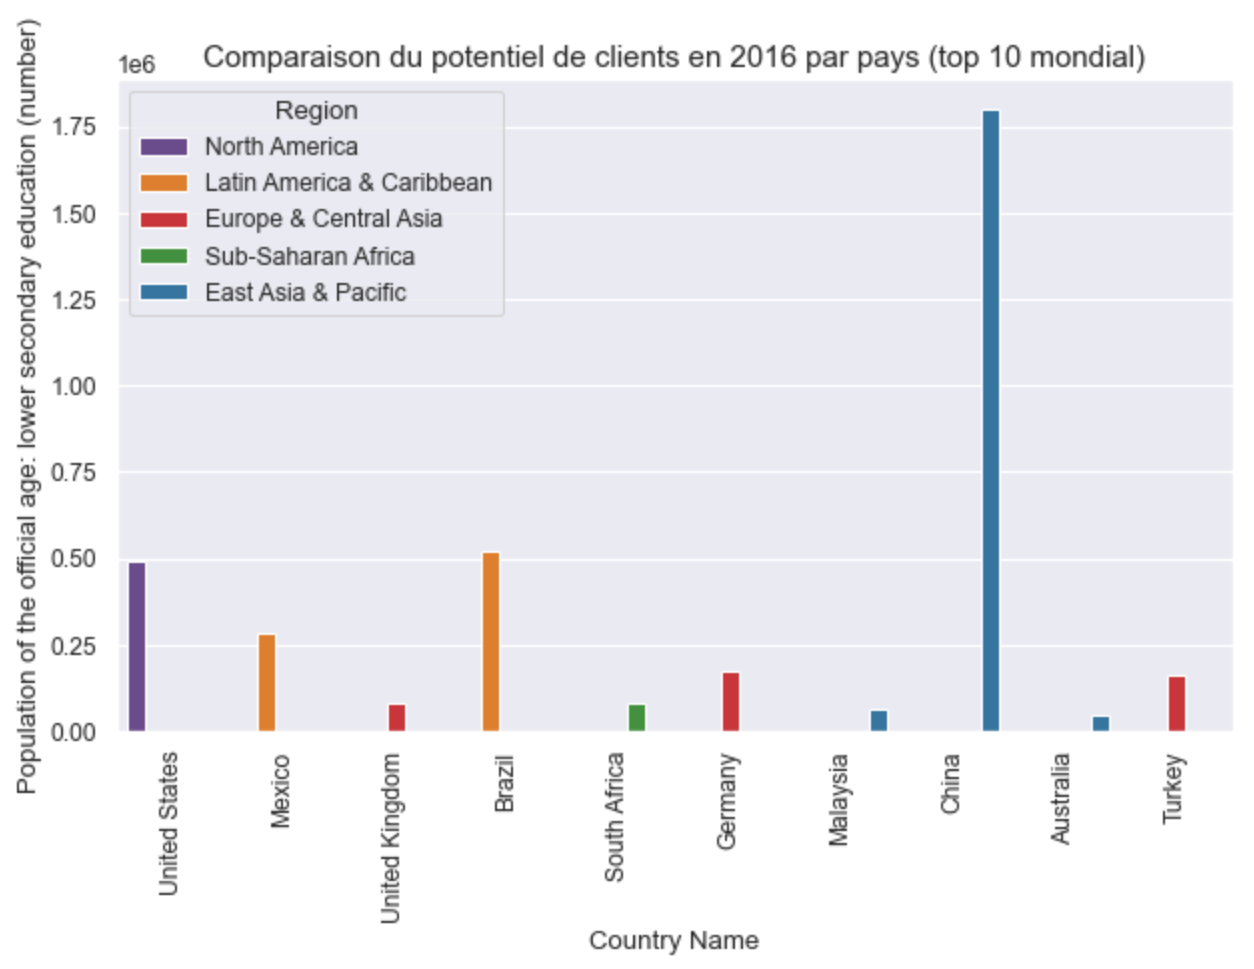 Comparaison du potentiel de clients en 2016 par pays (top 10 mondial)
1e6
Population of the official age: lower secondary education (number)
1.75
1.50
1.25
1.00
0.75
0.50
0.25
0.00
Region
North America
Latin America & Caribbean
Europe & Central Asia
Sub-Saharan Africa
East Asia & Pacific
United States
Mexico
United Kingdom
Brazil
South Africa
Germany
Malaysia
China
Australia
Turkey
Country Name